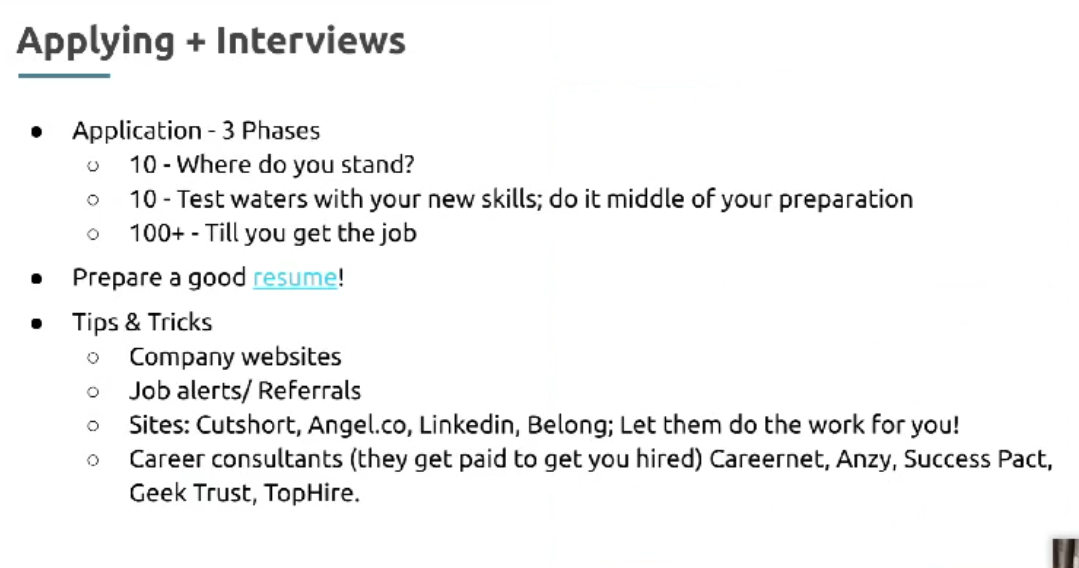 Applying + Interviews
● Application - 3 Phases
○ 10 - Where do you stand?
○ 10 - Test waters with your new skills; do it middle of your preparation
○ 100+ - Till you get the job
● Prepare a good resume!
● Tips & Tricks
○ Company websites
○ Job alerts/ Referrals
○ Sites: Cutshort, Angel.co, Linkedin, Belong; Let them do the work for you!
○ Career consultants (they get paid to get you hired) Careernet, Anzy, Success Pact,
Geek Trust, TopHire.